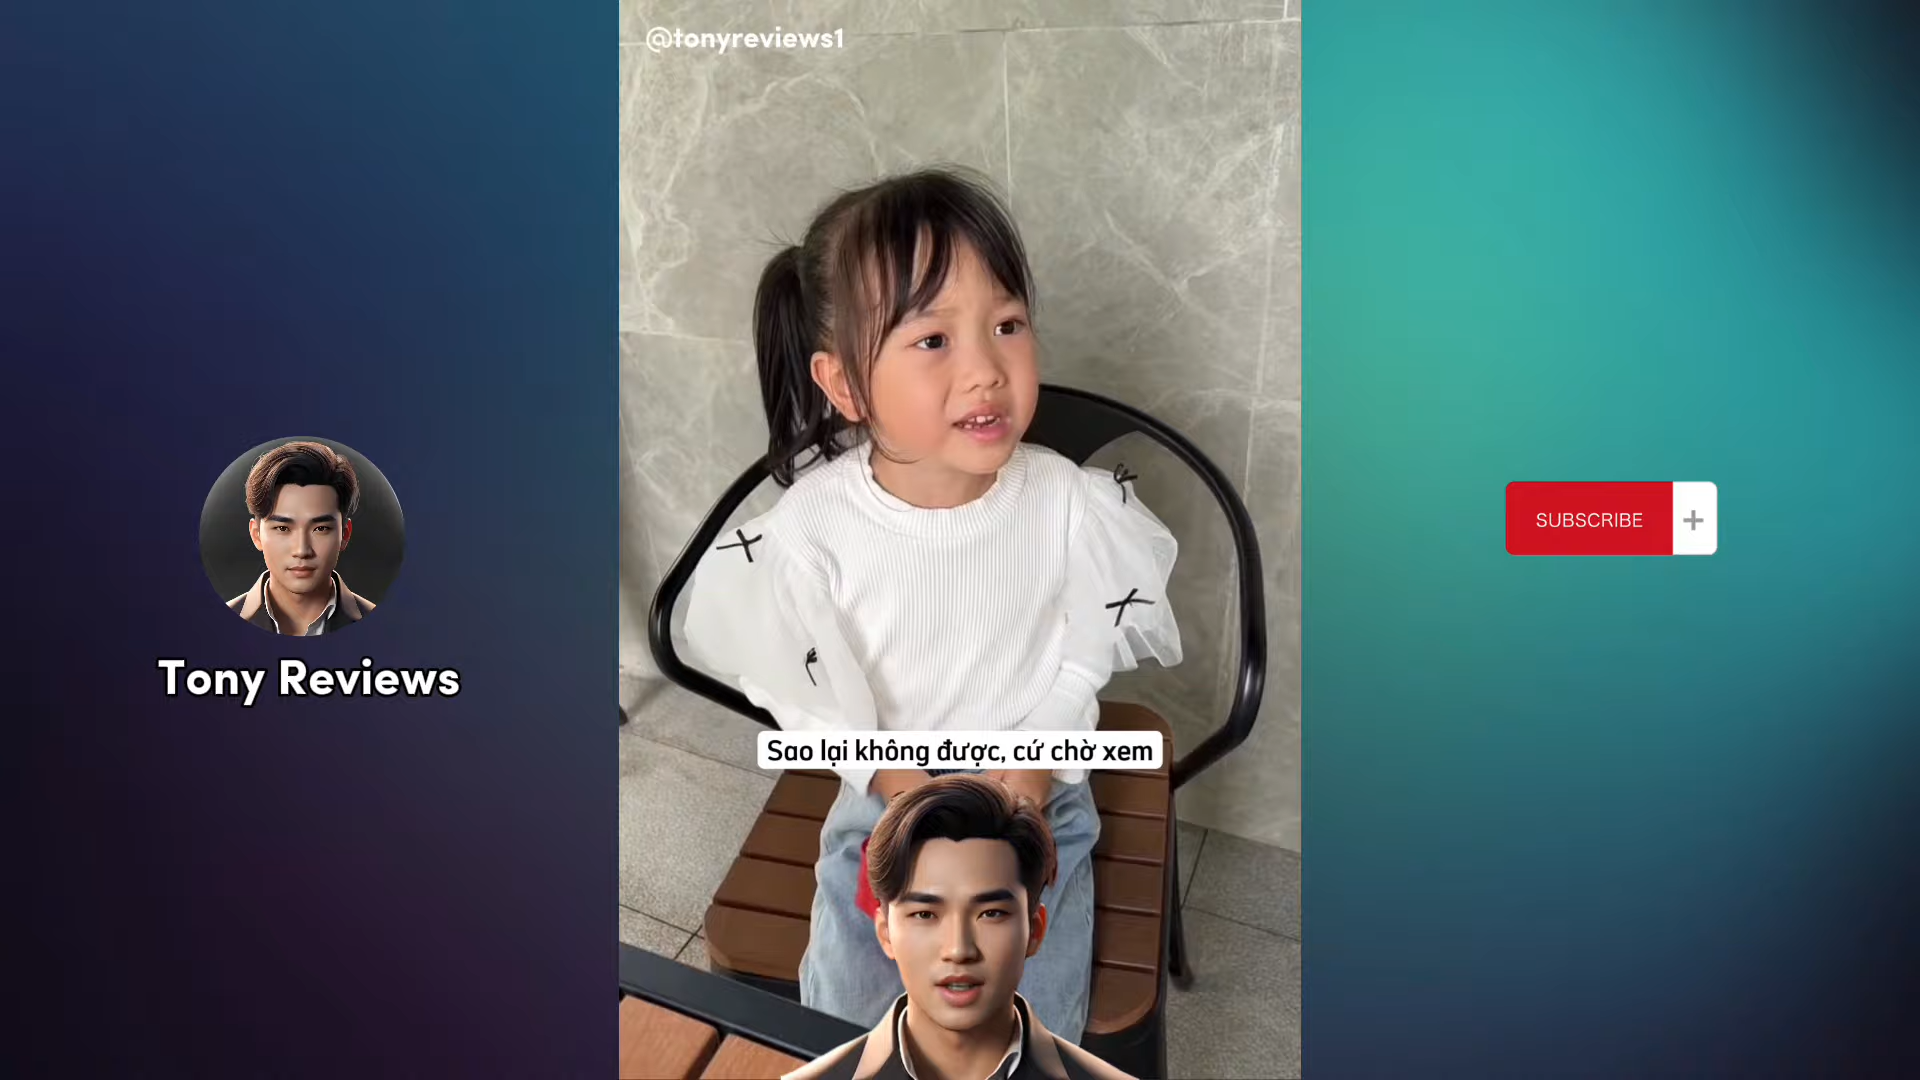 @tonyreviews1
Tony Reviews
SUBSCRIBE
Sao lại không được, cứ chờ xem